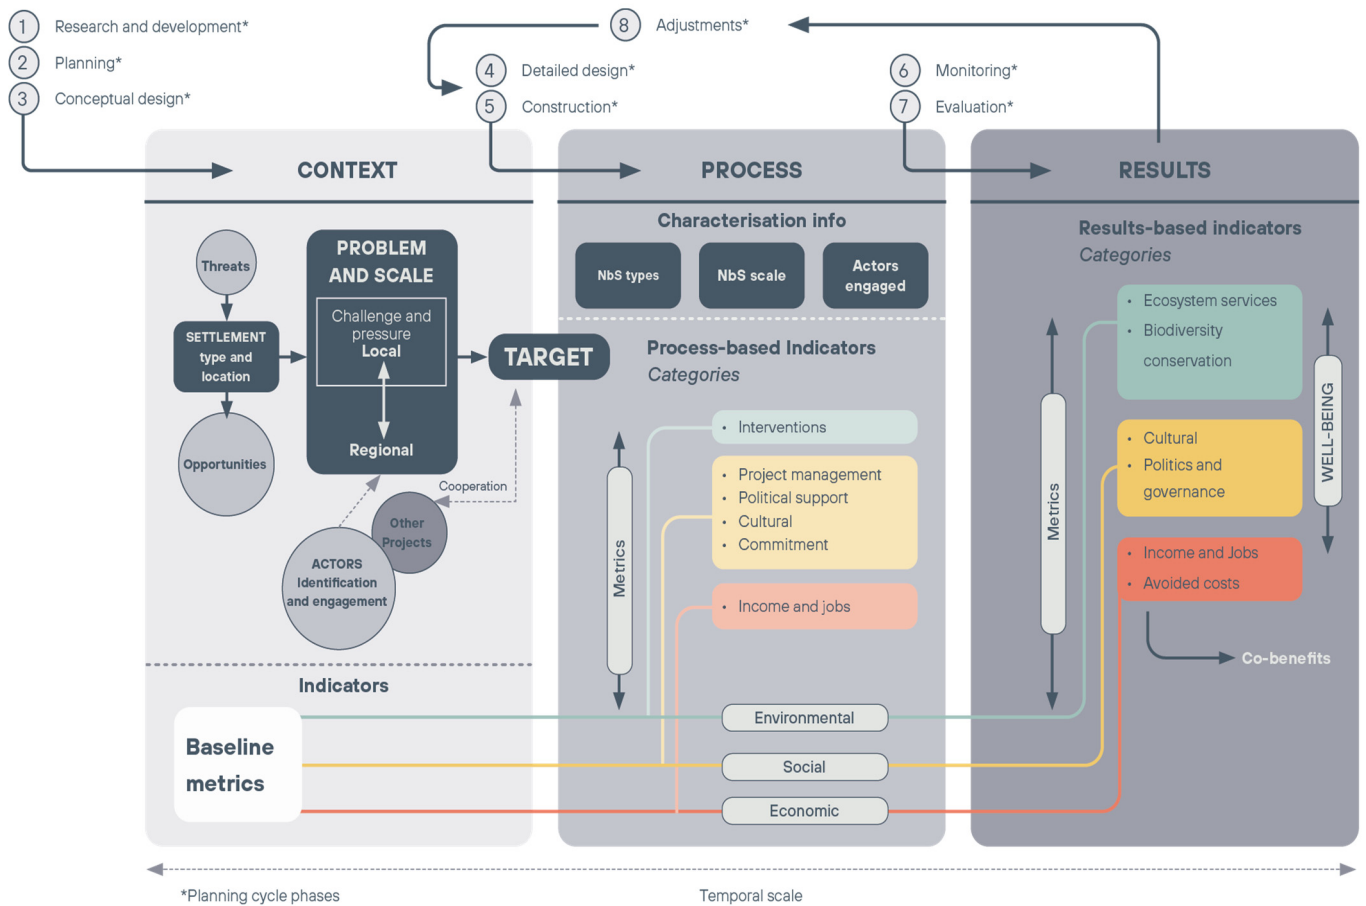 1 Research and development*
2 Planning*
3 Conceptual design*
8 Adjustments*
4 Detailed design*
5 Construction*
6 Monitoring*
7 Evaluation*
CONTEXT
Threats
SETTLEMENT
type and
location
Opportunities
PROBLEM
AND SCALE
Challenge and
pressure
Local
Regional
TARGET
Cooperation
Other
Projects
ACTORS
Identification
and engagement
Indicators
Baseline
metrics
PROCESS
Characterisation info
NbS types
NbS scale
Actors
engaged
Process-based Indicators
Categories
Metrics
• Interventions
• Project management
• Political support
• Cultural
• Commitment
• Income and jobs
Environmental
Social
Economic
RESULTS
Results-based indicators
Categories
Metrics
• Ecosystem services
• Biodiversity
conservation
• Cultural
• Politics and
governance
• Income and Jobs
• Avoided costs
WELL-BEING
Co-benefits
*Planning cycle phases
Temporal scale